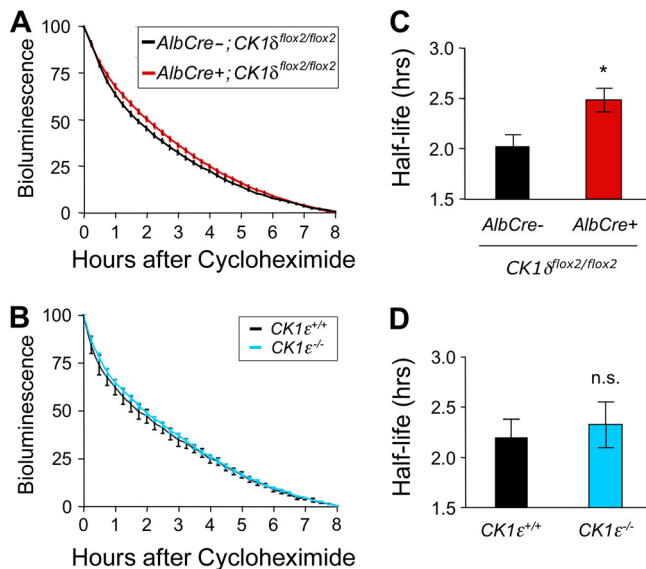 A
Bioluminescence
100
75
50
25
0
AlbCre−;CK1δflox2/flox2
AlbCre+;CK1δflox2/flox2
0 1 2 3 4 5 6 7 8
Hours after Cycloheximide
C
Half-life (hrs)
3.0
2.5
2.0
1.5
*
AlbCre- AlbCre+
CK1δflox2/flox2
B
Bioluminescence
100
75
50
25
0
CK1ε+/+
CK1ε-/-
0 1 2 3 4 5 6 7 8
Hours after Cycloheximide
D
Half-life (hrs)
3.0
2.5
2.0
1.5
n.s.
CK1ε+/+ CK1ε-/-